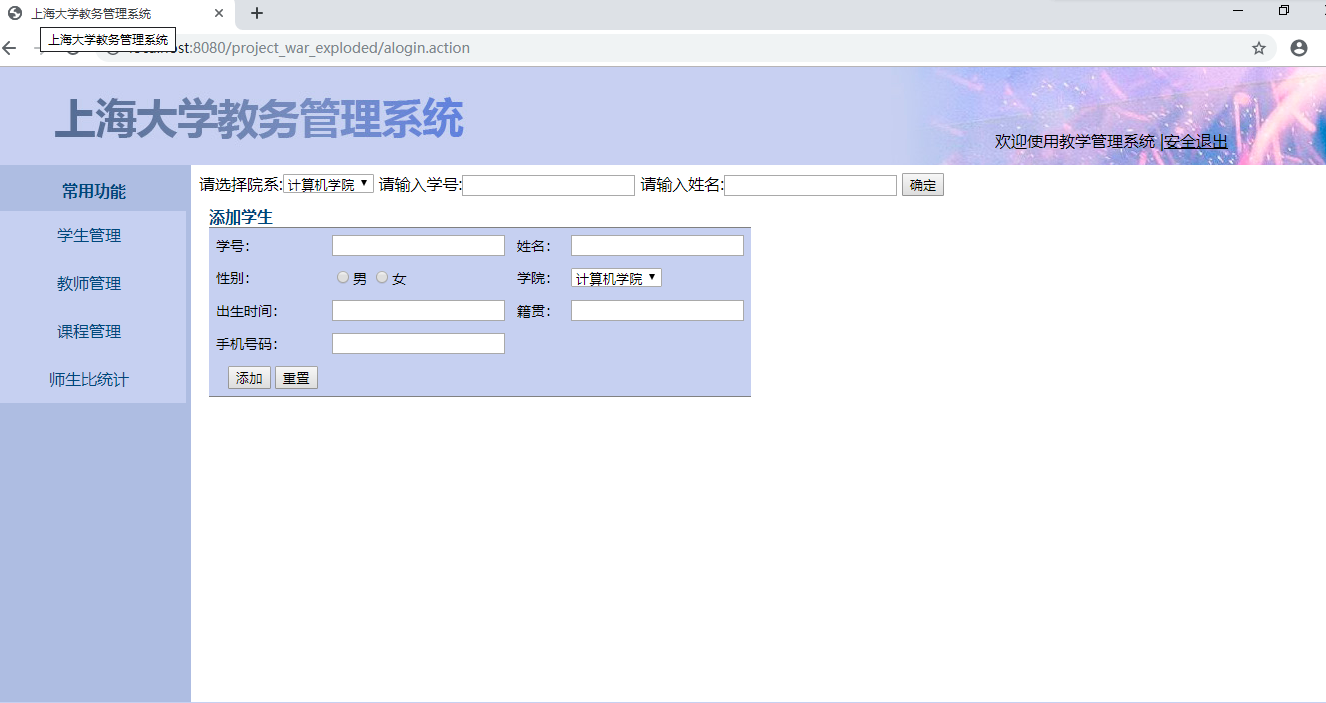 上海大学教务管理系统
上海大学教务管理系统
:8080/project_war_exploded/alogin.action
上海大学教务管理系统
欢迎使用教学管理系统 |安全退出
常用功能
学生管理
教师管理
课程管理
师生比统计
请选择院系:计算机学院 请输入学号: 请输入姓名: 确定
添加学生
学号： 姓名：
性别： 男 女 学院： 计算机学院
出生时间： 籍贯：
手机号码：
添加 重置